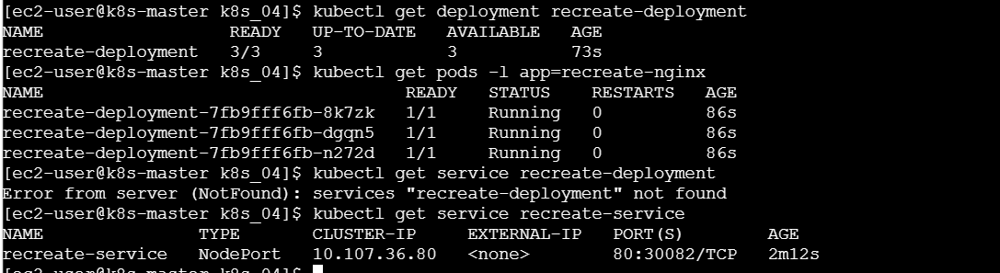 [ec2-user@k8s-master k8s_04]$ kubectl get deployment recreate-deployment
NAME                  READY   UP-TO-DATE   AVAILABLE   AGE
recreate-deployment   3/3     3            3           73s
[ec2-user@k8s-master k8s_04]$ kubectl get pods -l app=recreate-nginx
NAME                                   READY   STATUS    RESTARTS   AGE
recreate-deployment-7fb9fff6fb-8k7zk   1/1     Running   0          86s
recreate-deployment-7fb9fff6fb-dgqn5   1/1     Running   0          86s
recreate-deployment-7fb9fff6fb-n272d   1/1     Running   0          86s
[ec2-user@k8s-master k8s_04]$ kubectl get service recreate-deployment
Error from server (NotFound): services "recreate-deployment" not found
[ec2-user@k8s-master k8s_04]$ kubectl get service recreate-service
NAME               TYPE       CLUSTER-IP     EXTERNAL-IP   PORT(S)        AGE
recreate-service   NodePort   10.107.36.80   <none>        80:30082/TCP   2m12s
[ec2-user@k8s-master k8s_04]$